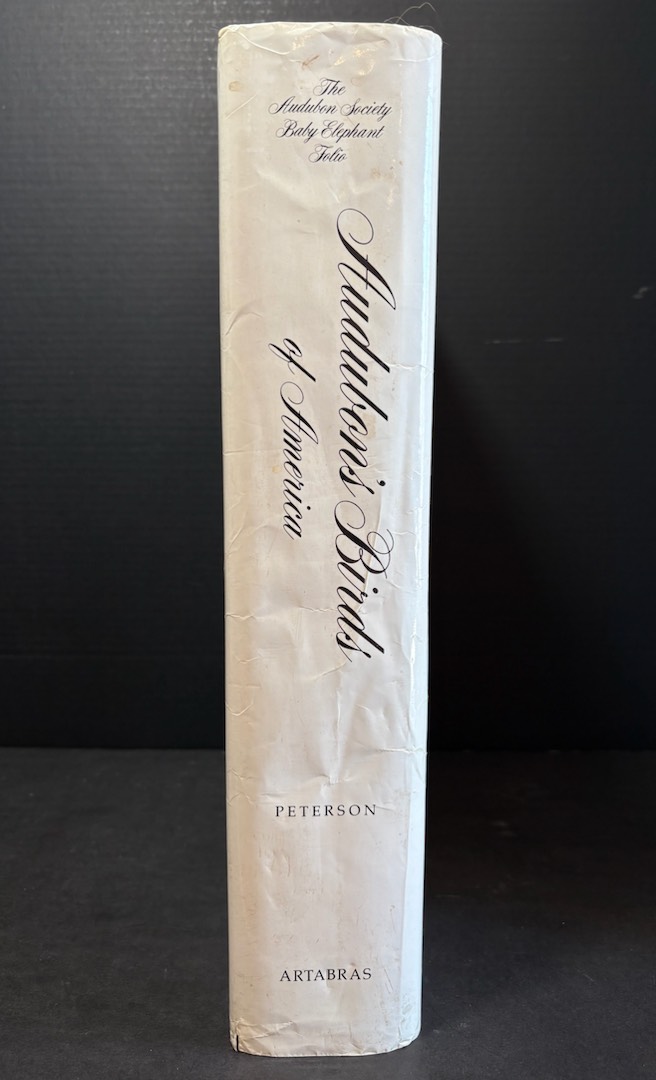 The
Audubon Society
Baby Elephant
Folio
Audubon's Birds
of America
PETERSON
ARTABRAS